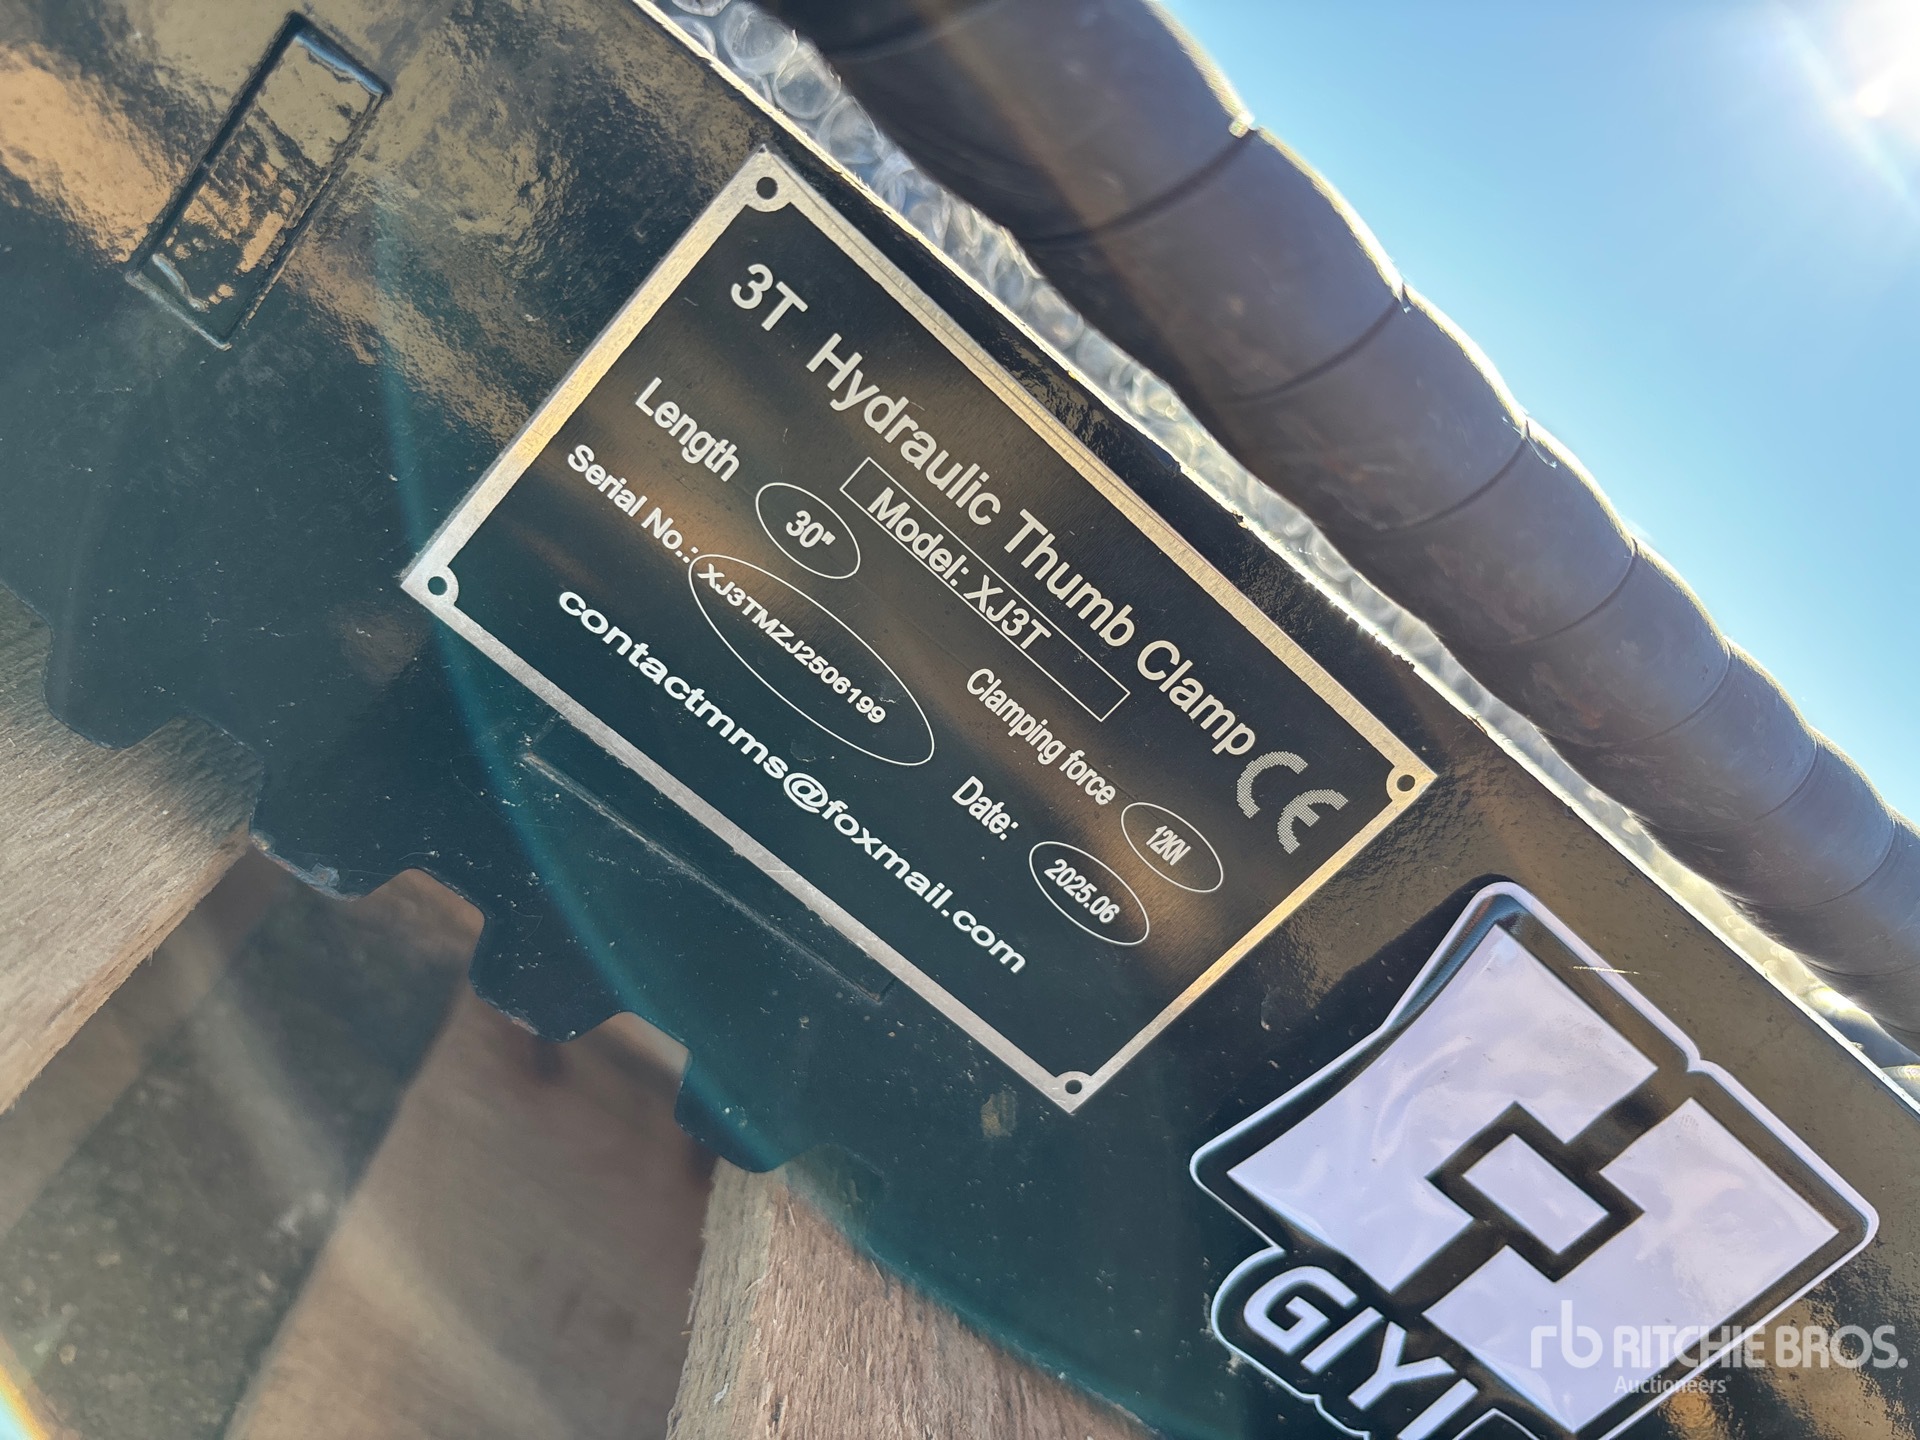 3T Hydraulic Thumb Clamp CE
Model: XJ3T
Length 30" Clamping force 12KN
Serial No.: XJ3TMZJ2506199 Date: 2025.06
contactmms@foxmail.com
GIYI
rb RITCHIE BROS.
Auctioneers